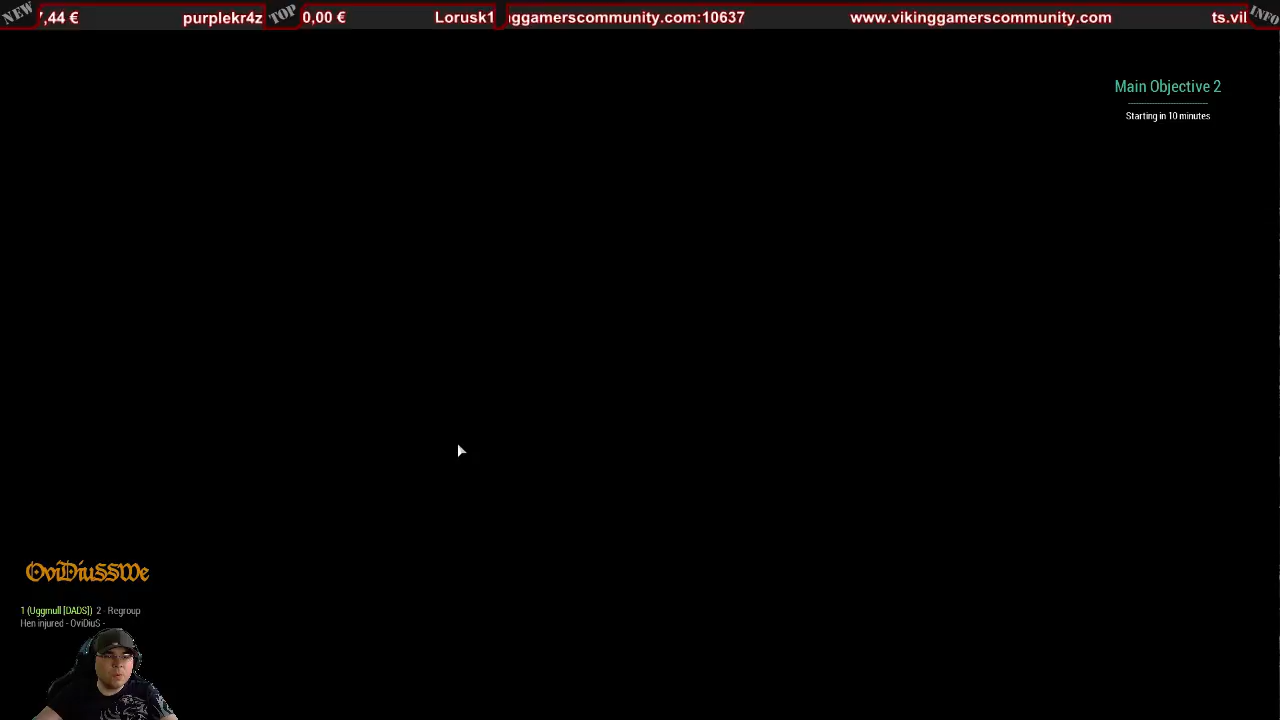 NEW ,44 € purplekr4z TOP 0,00 € Lorusk1 ggamerscommunity.com:10637 www.vikinggamerscommunity.com ts.vi INFO
Main Objective 2
Starting in 10 minutes
OviDiuSSWe
1 (Uggmull [DADS]) 2 - Regroup
Hen injured - OviDiuS -